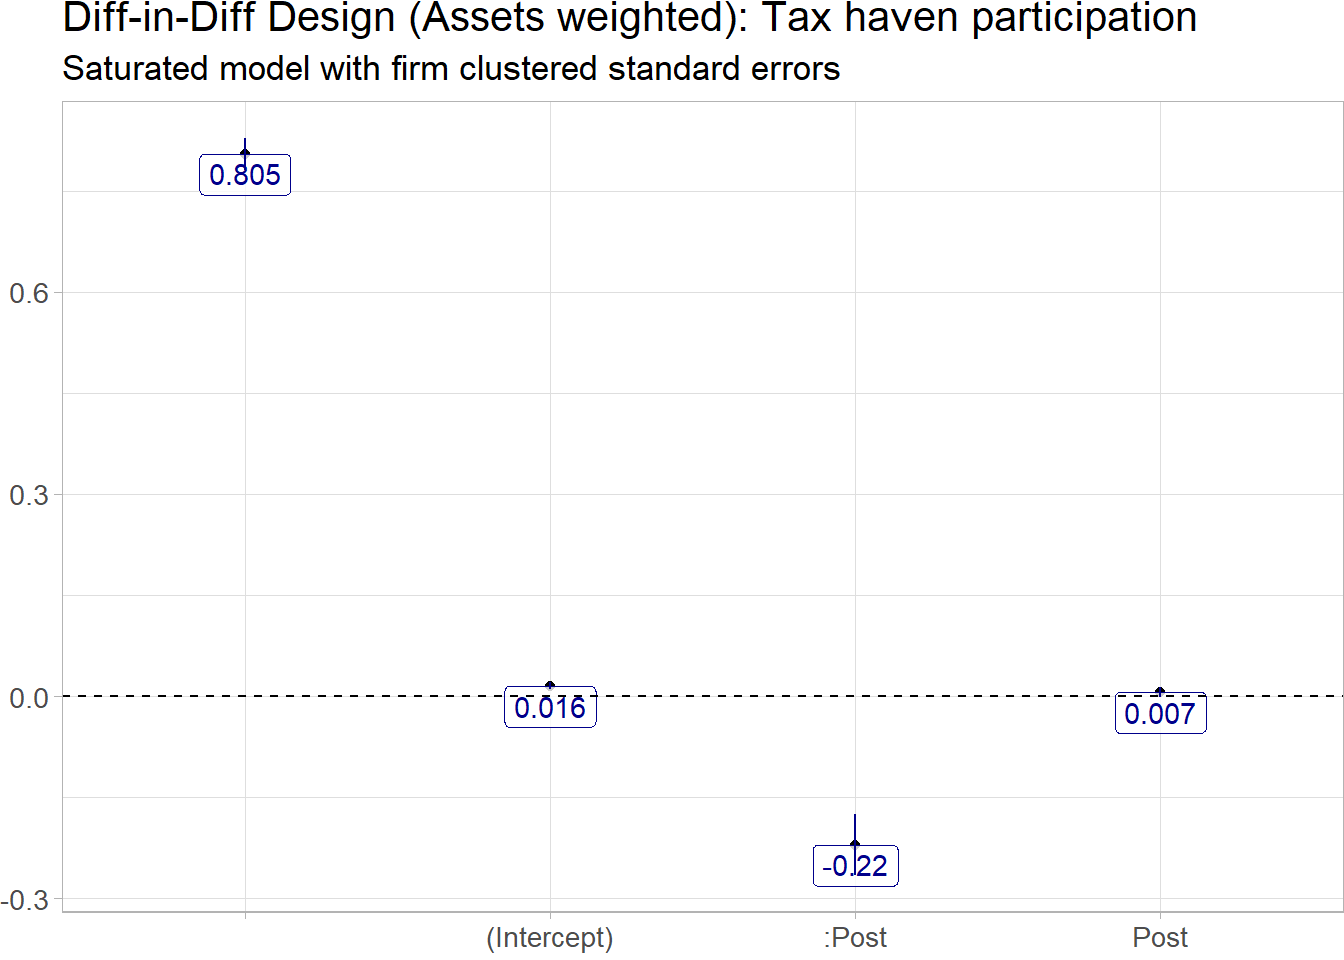 Diff-in-Diff Design (Assets weighted): Tax haven participation
Saturated model with firm clustered standard errors
0.805
0.6
0.3
0.0
0.016
0.007
-0.22
-0.3
(Intercept) :Post Post